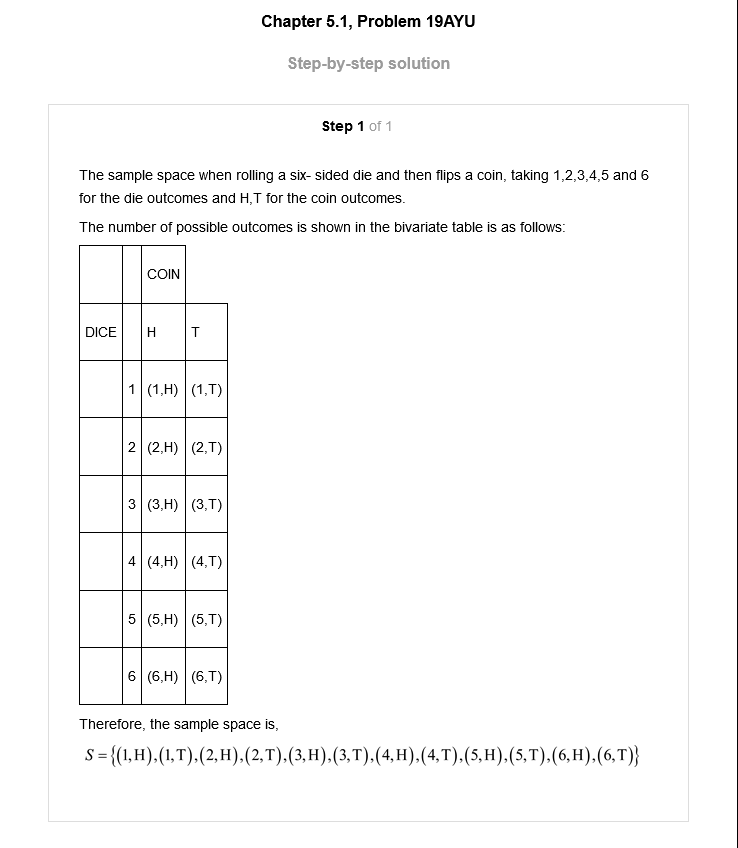 Chapter 5.1, Problem 19AYU
Step-by-step solution
Step 1 of 1
The sample space when rolling a six- sided die and then flips a coin, taking 1,2,3,4,5 and 6
for the die outcomes and H,T for the coin outcomes.
The number of possible outcomes is shown in the bivariate table is as follows:
COIN
DICE H T
1 (1,H) (1,T)
2 (2,H) (2,T)
3 (3,H) (3,T)
4 (4,H) (4,T)
5 (5,H) (5,T)
6 (6,H) (6,T)
Therefore, the sample space is,
S = {(1,H),(1,T),(2,H),(2,T),(3,H),(3,T),(4,H),(4,T),(5,H),(5,T),(6,H),(6,T)}